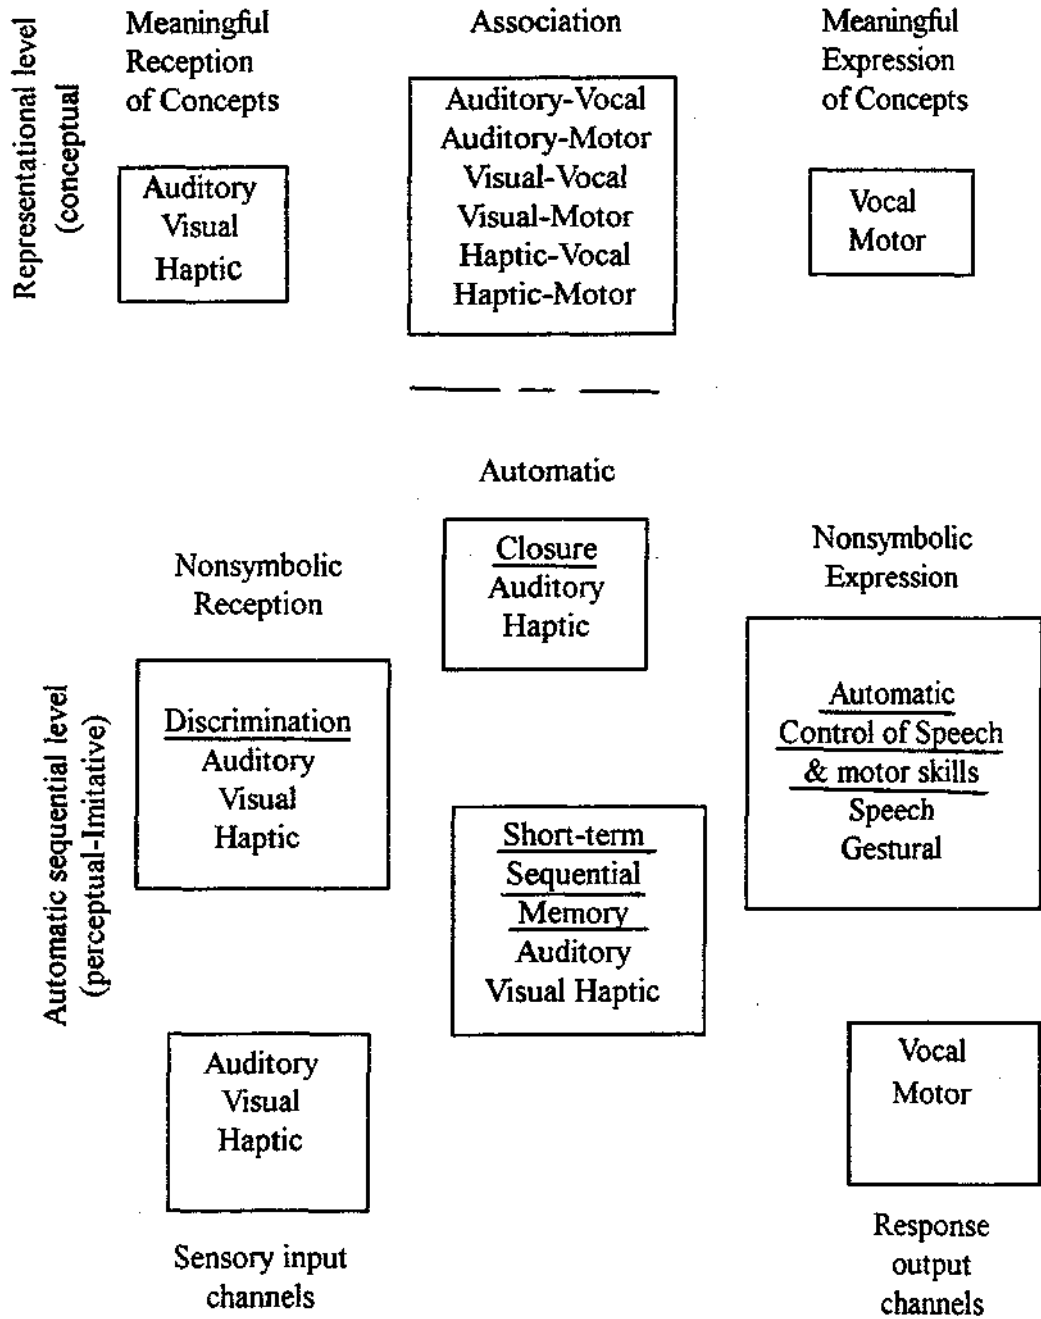 Representational level
(conceptual)
Meaningful
Reception
of Concepts
Auditory
Visual
Haptic
Association
Auditory-Vocal
Auditory-Motor
Visual-Vocal
Visual-Motor
Haptic-Vocal
Haptic-Motor
Meaningful
Expression
of Concepts
Vocal
Motor
Automatic sequential level
(perceptual-Imitative)
Nonsymbolic
Reception
Discrimination
Auditory
Visual
Haptic
Automatic
Closure
Auditory
Haptic
Short-term
Sequential
Memory
Auditory
Visual Haptic
Nonsymbolic
Expression
Automatic
Control of Speech
& motor skills
Speech
Gestural
Auditory
Visual
Haptic
Sensory input
channels
Vocal
Motor
Response
output
channels